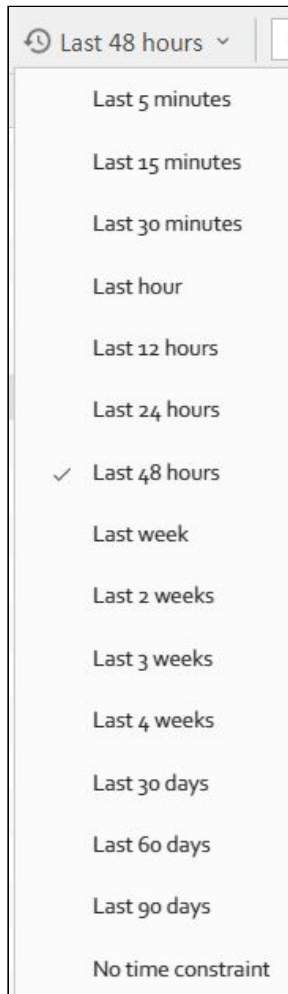 Last 48 hours
Last 5 minutes
Last 15 minutes
Last 30 minutes
Last hour
Last 12 hours
Last 24 hours
Last 48 hours
Last week
Last 2 weeks
Last 3 weeks
Last 4 weeks
Last 30 days
Last 60 days
Last 90 days
No time constraint